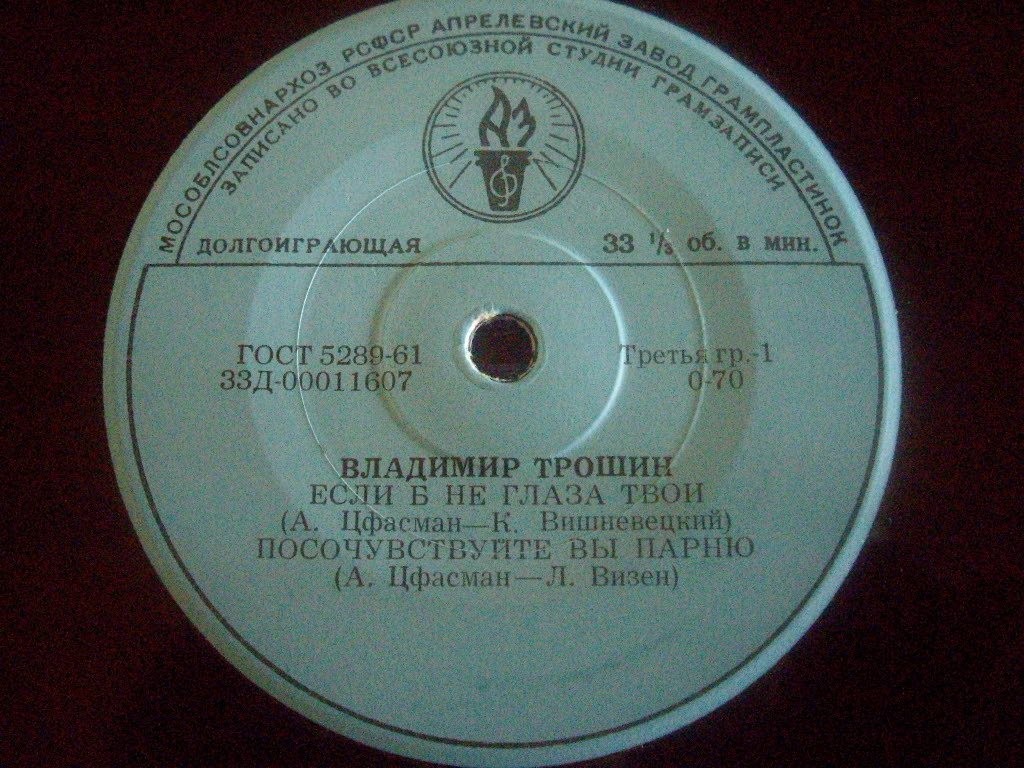 МОСОБЛСОВНАРХОЗ РСФСР АПРЕЛЕВСКИЙ ЗАВОД ГРАМПЛАСТИНОК
ЗАПИСАНО ВО ВСЕСОЮЗНОЙ СТУДИИ ГРАМЗАПИСИ
АЗ
ДОЛГОИГРАЮЩАЯ 33 ⅓ об. в мин.
ГОСТ 5289-61 Третья гр.-1
33Д-00011607 0-70
ВЛАДИМИР ТРОШИН
ЕСЛИ Б НЕ ГЛАЗА ТВОИ
(А. Цфасман—К. Вишневецкий)
ПОСОЧУВСТВУЙТЕ ВЫ ПАРНЮ
(А. Цфасман—Л. Визен)